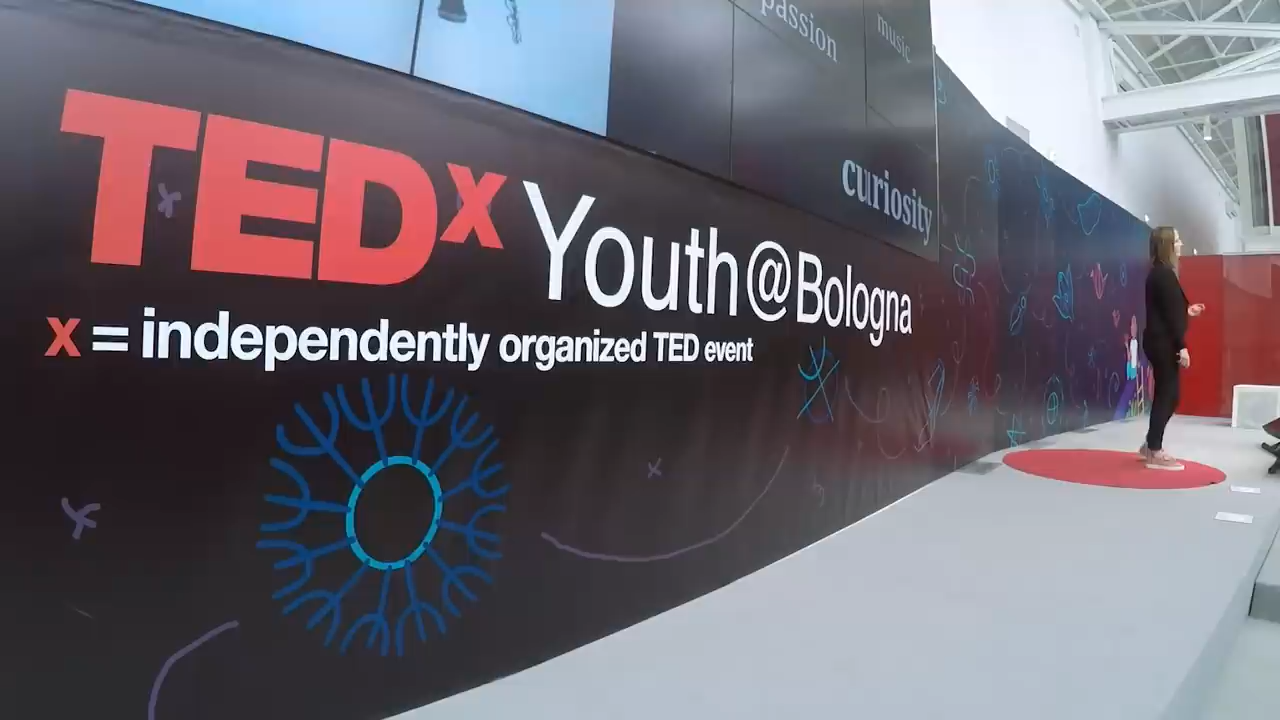 passion
music
curiosity
TEDx Youth@Bologna
x = independently organized TED event